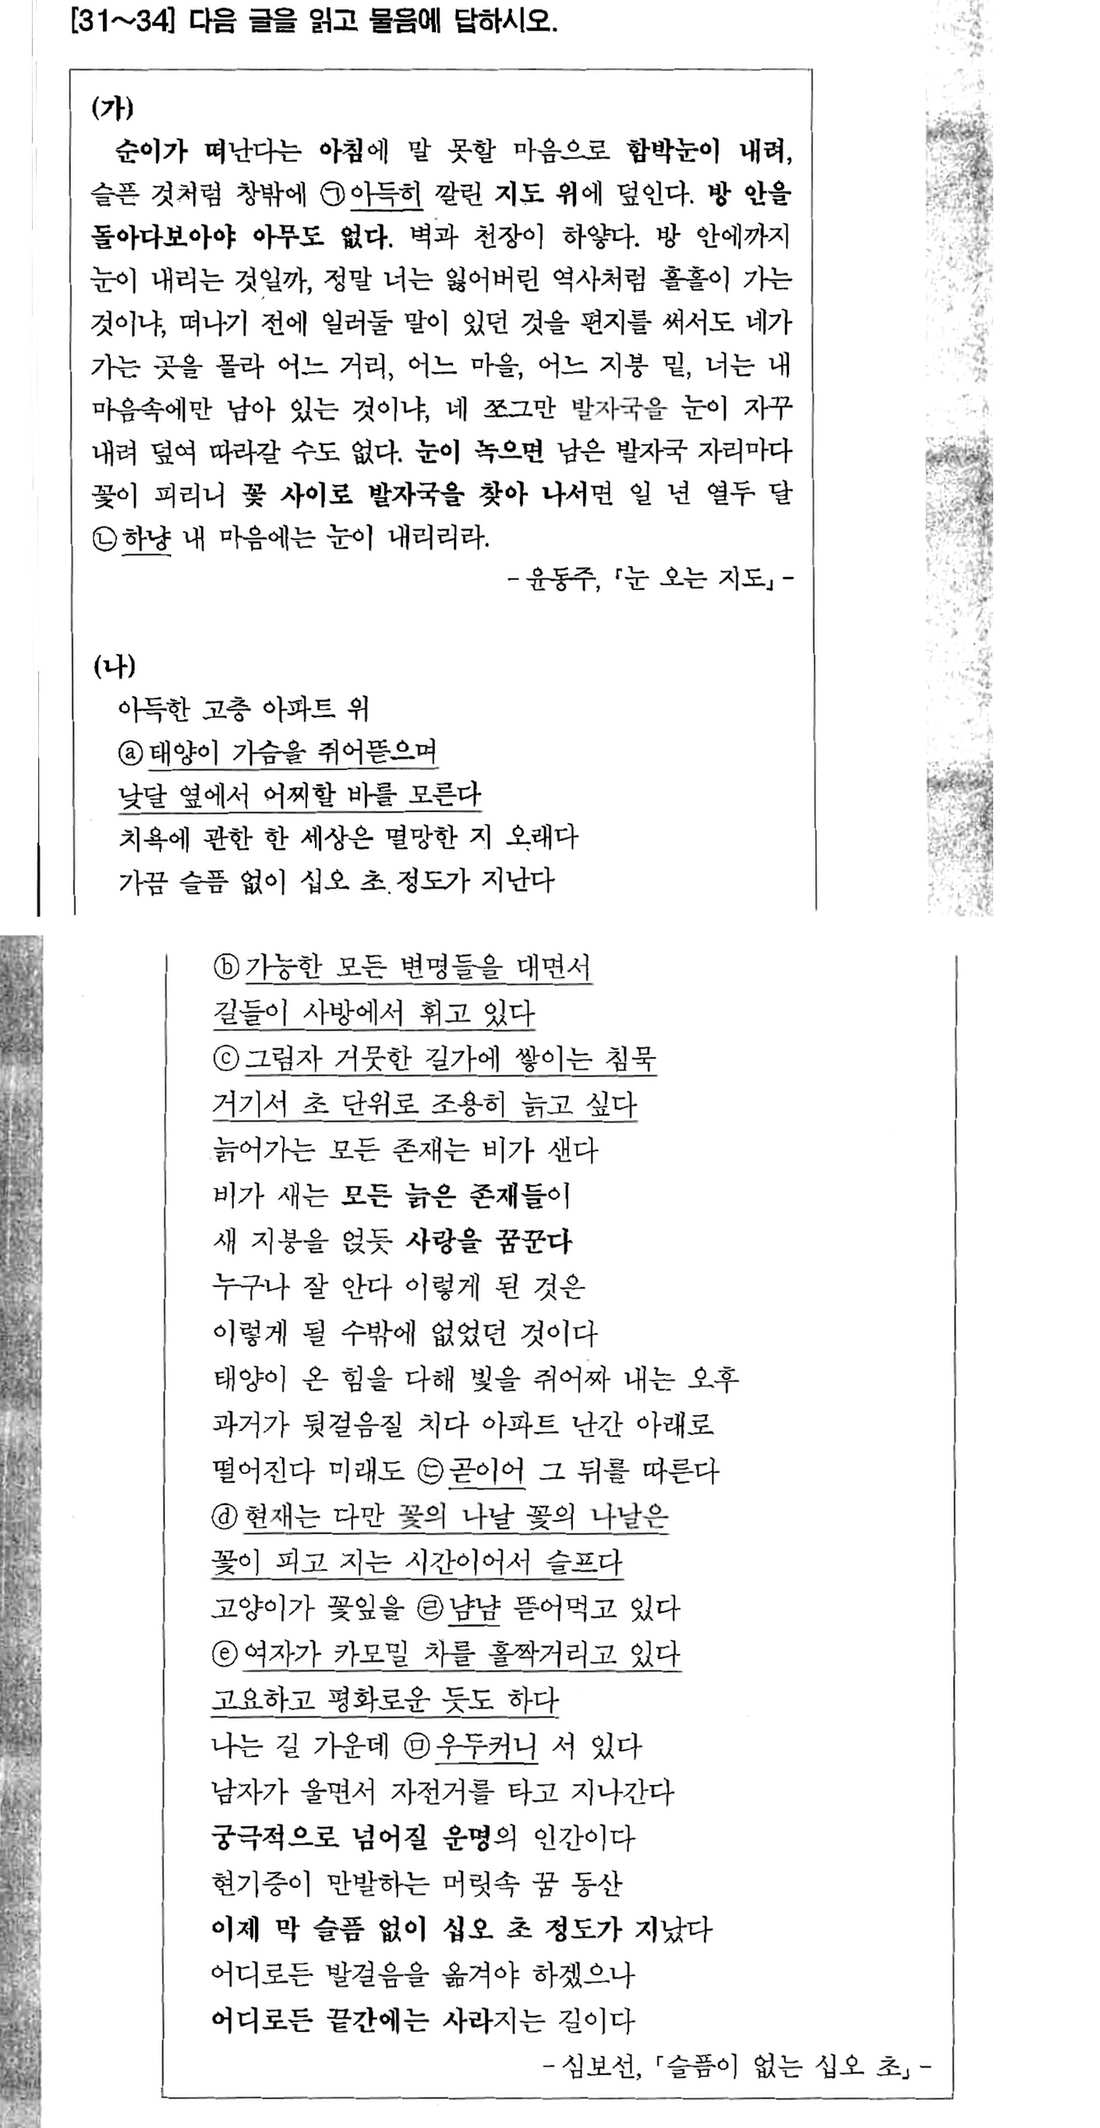 [31~34] 다음 글을 읽고 물음에 답하시오.
(가)
순이가 떠난다는 아침에 말 못할 마음으로 함박눈이 내려,
슬픈 것처럼 창밖에 ㉠아득히 깔린 지도 위에 덮인다. 방 안을
돌아다보아야 아무도 없다. 벽과 천장이 하얗다. 방 안에까지
눈이 내리는 것일까, 정말 너는 잃어버린 역사처럼 홀홀이 가는
것이냐, 떠나기 전에 일러둘 말이 있던 것을 편지를 써서도 네가
가는 곳을 몰라 어느 거리, 어느 마을, 어느 지붕 밑, 너는 내
마음속에만 남아 있는 것이냐, 네 쪼그만 발자국을 눈이 자꾸
내려 덮여 따라갈 수도 없다. 눈이 녹으면 남은 발자국 자리마다
꽃이 피리니 꽃 사이로 발자국을 찾아 나서면 일 년 열두 달
㉡하냥 내 마음에는 눈이 내리리라.
- 윤동주, 「눈 오는 지도」 -
(나)
아득한 고층 아파트 위
ⓐ태양이 가슴을 쥐어뜯으며
낮달 옆에서 어찌할 바를 모른다
치욕에 관한 한 세상은 멸망한 지 오래다
가끔 슬픔 없이 십오 초 정도가 지난다
ⓑ가능한 모든 변명들을 대면서
길들이 사방에서 휘고 있다
ⓒ그림자 거뭇한 길가에 쌓이는 침묵
거기서 초 단위로 조용히 늙고 싶다
늙어가는 모든 존재는 비가 샌다
비가 새는 모든 늙은 존재들이
새 지붕을 얹듯 사랑을 꿈꾼다
누구나 잘 안다 이렇게 된 것은
이렇게 될 수밖에 없었던 것이다
태양이 온 힘을 다해 빛을 쥐어짜 내는 오후
과거가 뒷걸음질 치다 아파트 난간 아래로
떨어진다 미래도 ㉢곧이어 그 뒤를 따른다
ⓓ현재는 다만 꽃의 나날 꽃의 나날은
꽃이 피고 지는 시간이어서 슬프다
고양이가 꽃잎을 ㉣냠냠 뜯어먹고 있다
ⓔ여자가 카모밀 차를 홀짝거리고 있다
고요하고 평화로운 듯도 하다
나는 길 가운데 ㉤우두커니 서 있다
남자가 울면서 자전거를 타고 지나간다
궁극적으로 넘어질 운명의 인간이다
현기증이 만발하는 머릿속 꿈 동산
이제 막 슬픔 없이 십오 초 정도가 지났다
어디로든 발걸음을 옮겨야 하겠으나
어디로든 끝간에는 사라지는 길이다
- 심보선, 「슬픔이 없는 십오 초」 -